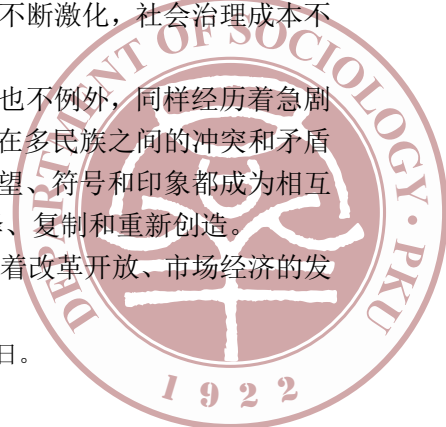 不断激化，社会治理成本不
也不例外，同样经历着急剧
在多民族之间的冲突和矛盾
望、符号和印象都成为相互
、复制和重新创造。
着改革开放、市场经济的发
日。
DEPARTMENT OF SOCIOLOGY · PKU
1922